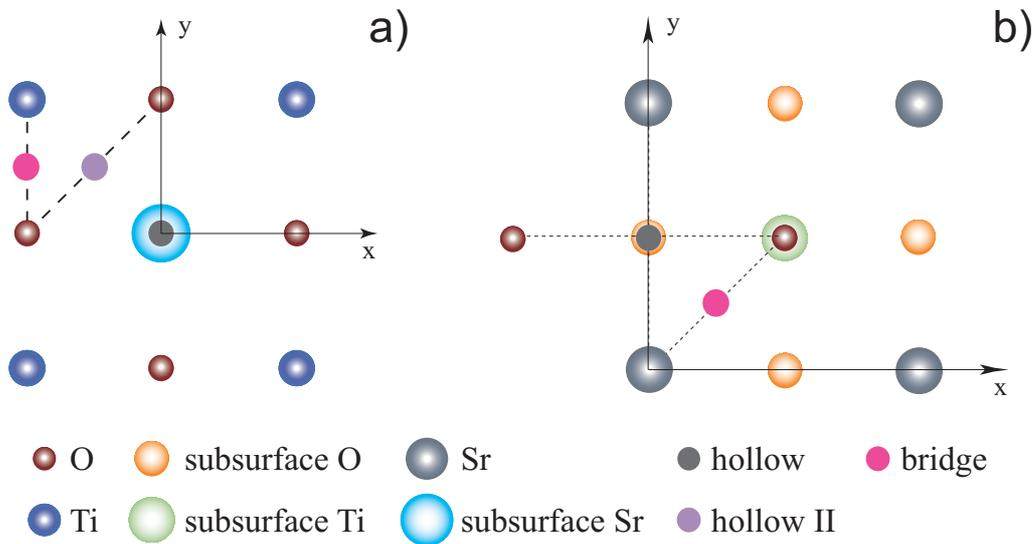 a)
y
x
b)
y
x
O subsurface O Sr hollow bridge
Ti subsurface Ti subsurface Sr hollow II